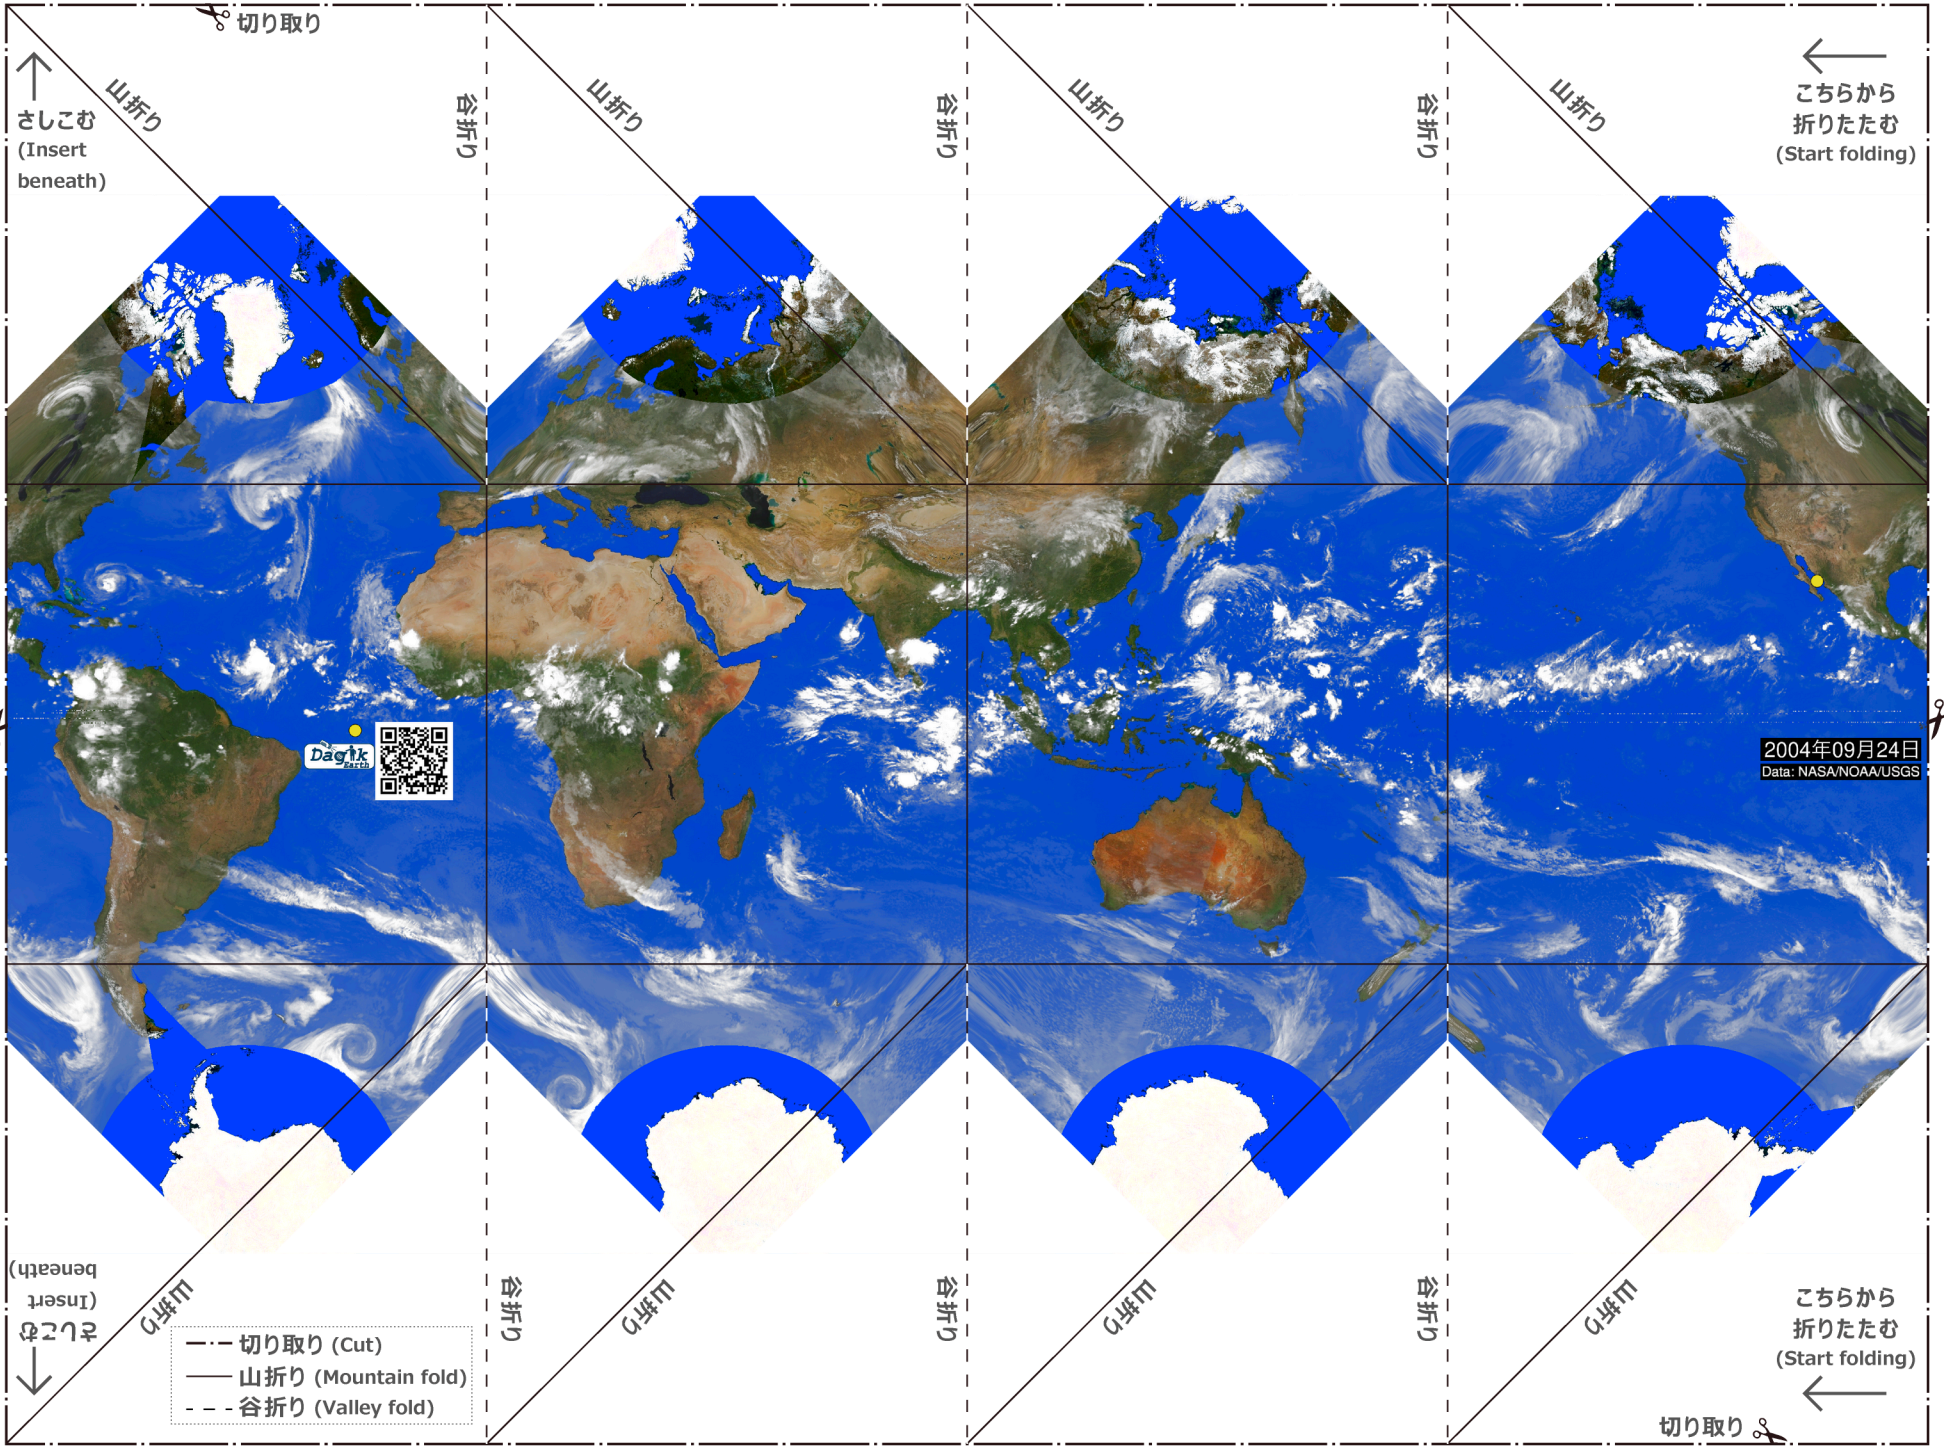 切り取り
山折り
谷折り
山折り
谷折り
山折り
谷折り
山折り
さしこむ
(Insert
beneath)
こちらから
折りたたむ
(Start folding)
Dagik
Earth
2004年09月24日
Data: NASA/NOAA/USGS
さしこむ
(Insert
beneath)
山折り
谷折り
山折り
谷折り
山折り
谷折り
山折り
こちらから
折りたたむ
(Start folding)
切り取り (Cut)
山折り (Mountain fold)
谷折り (Valley fold)
切り取り